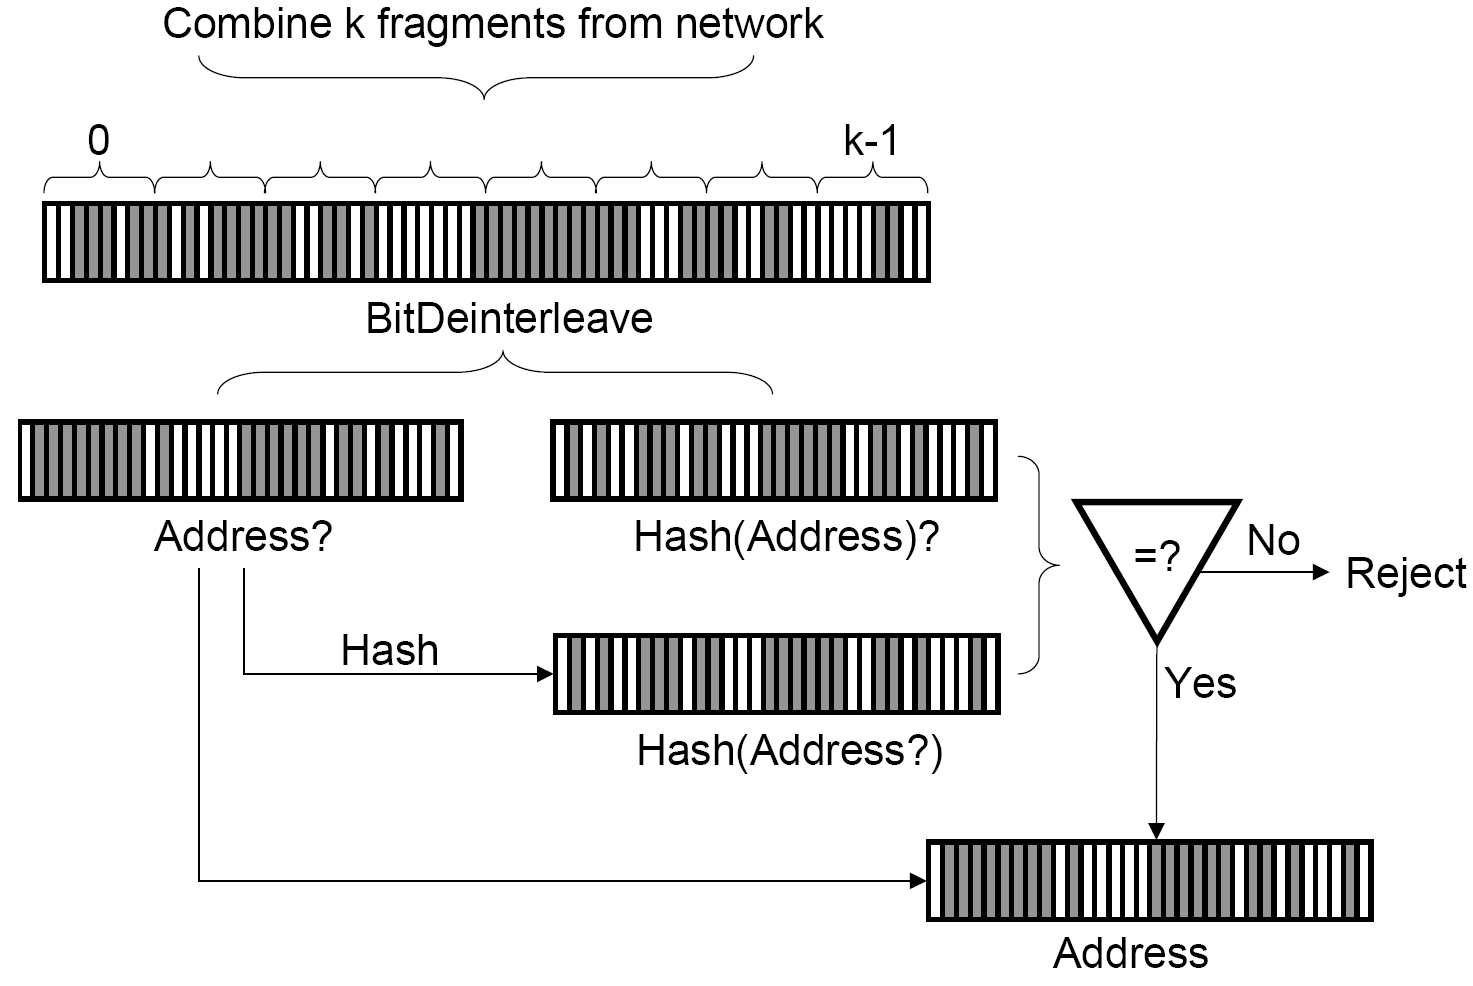 Combine k fragments from network
0
k-1
BitDeinterleave
Address?
Hash(Address)?
=?
No
Reject
Hash
Yes
Hash(Address?)
Address